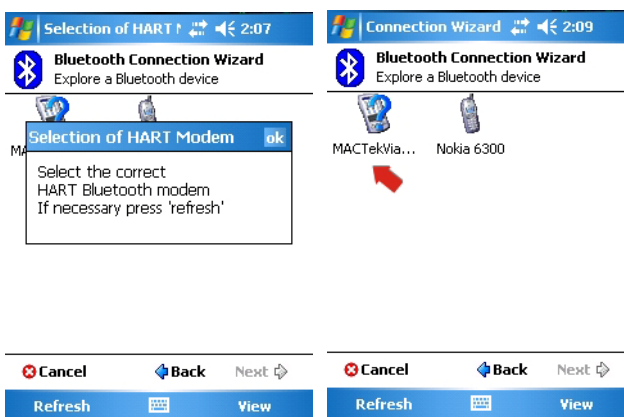 Selection of HART M 2:07
Bluetooth Connection Wizard
Explore a Bluetooth device
MA
Selection of HART Modem ok
Select the correct
HART Bluetooth modem
If necessary press 'refresh'
Cancel Back Next
Refresh View
Connection Wizard 2:09
Bluetooth Connection Wizard
Explore a Bluetooth device
MACTekVia... Nokia 6300
Cancel Back Next
Refresh View